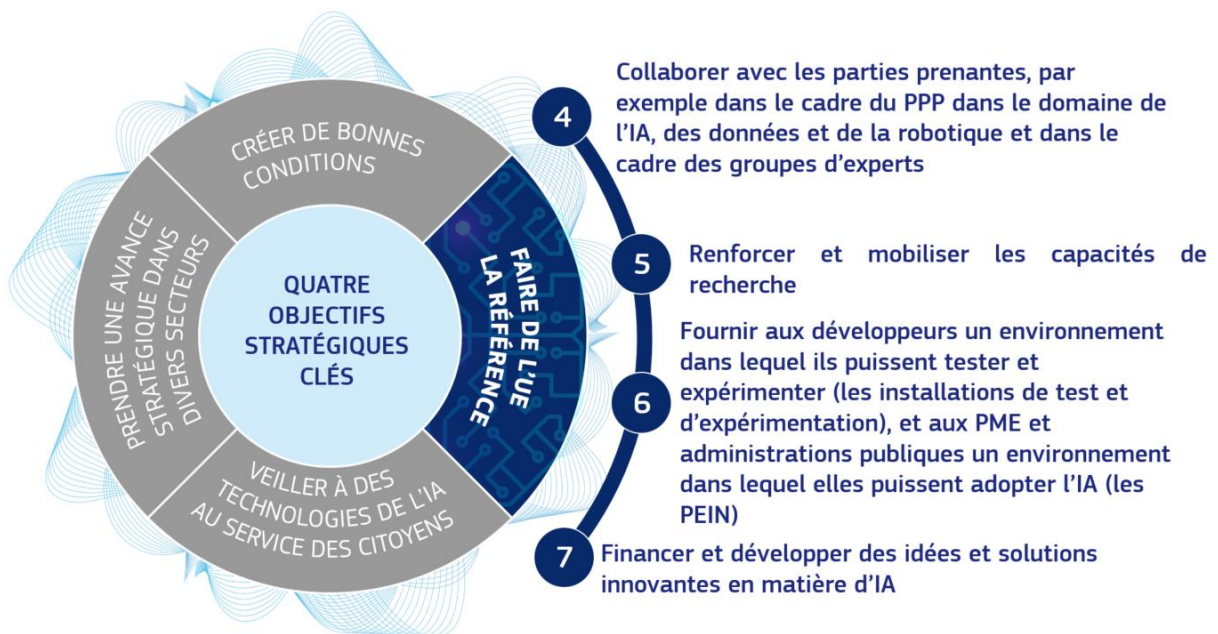 CRÉER DE BONNES
CONDITIONS
PRENDRE UNE AVANCE
STRATÉGIQUE DANS
DIVERS SECTEURS
QUATRE
OBJECTIFS
STRATÉGIQUES
CLÉS
FAIRE DE L'UE
LA RÉFÉRENCE
VEILLER À DES
TECHNOLOGIES DE L'IA
AU SERVICE DES CITOYENS
4
Collaborer avec les parties prenantes, par
exemple dans le cadre du PPP dans le domaine de
l'IA, des données et de la robotique et dans le
cadre des groupes d'experts
5
Renforcer et mobiliser les capacités de
recherche
6
Fournir aux développeurs un environnement
dans lequel ils puissent tester et
expérimenter (les installations de test et
d'expérimentation), et aux PME et
administrations publiques un environnement
dans lequel elles puissent adopter l'IA (les
PEIN)
7
Financer et développer des idées et solutions
innovantes en matière d'IA